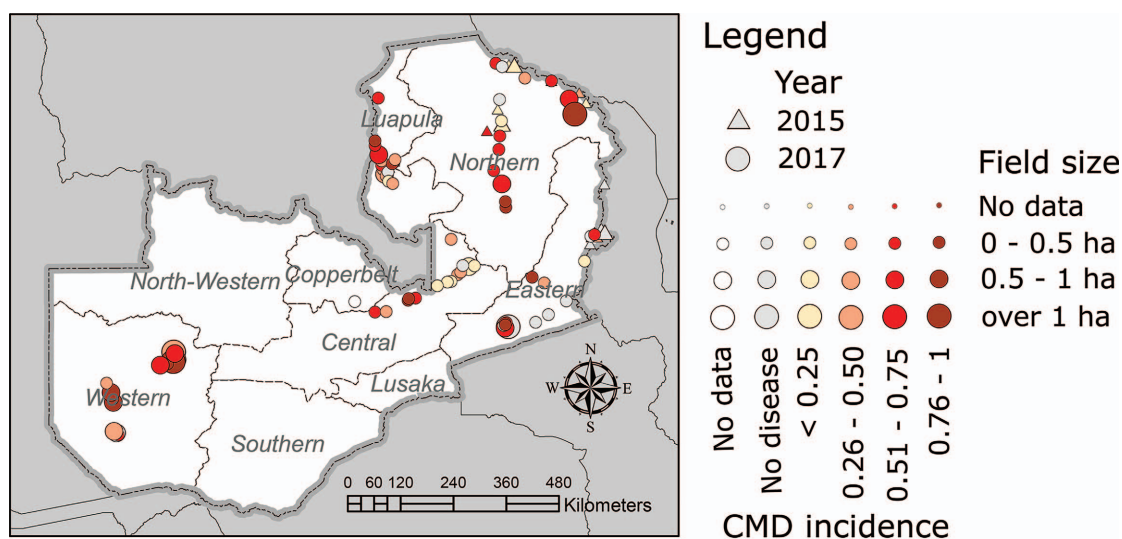 Luapula
Northern
North-Western
Copperbelt
Eastern
Central
Lusaka
Western
Southern
N
W
E
S
0 60 120 240 360 480
Kilometers
Legend
Year
2015
2017
Field size
No data
0 - 0.5 ha
0.5 - 1 ha
over 1 ha
No data
No disease
< 0.25
0.26 - 0.50
0.51 - 0.75
0.76 - 1
CMD incidence